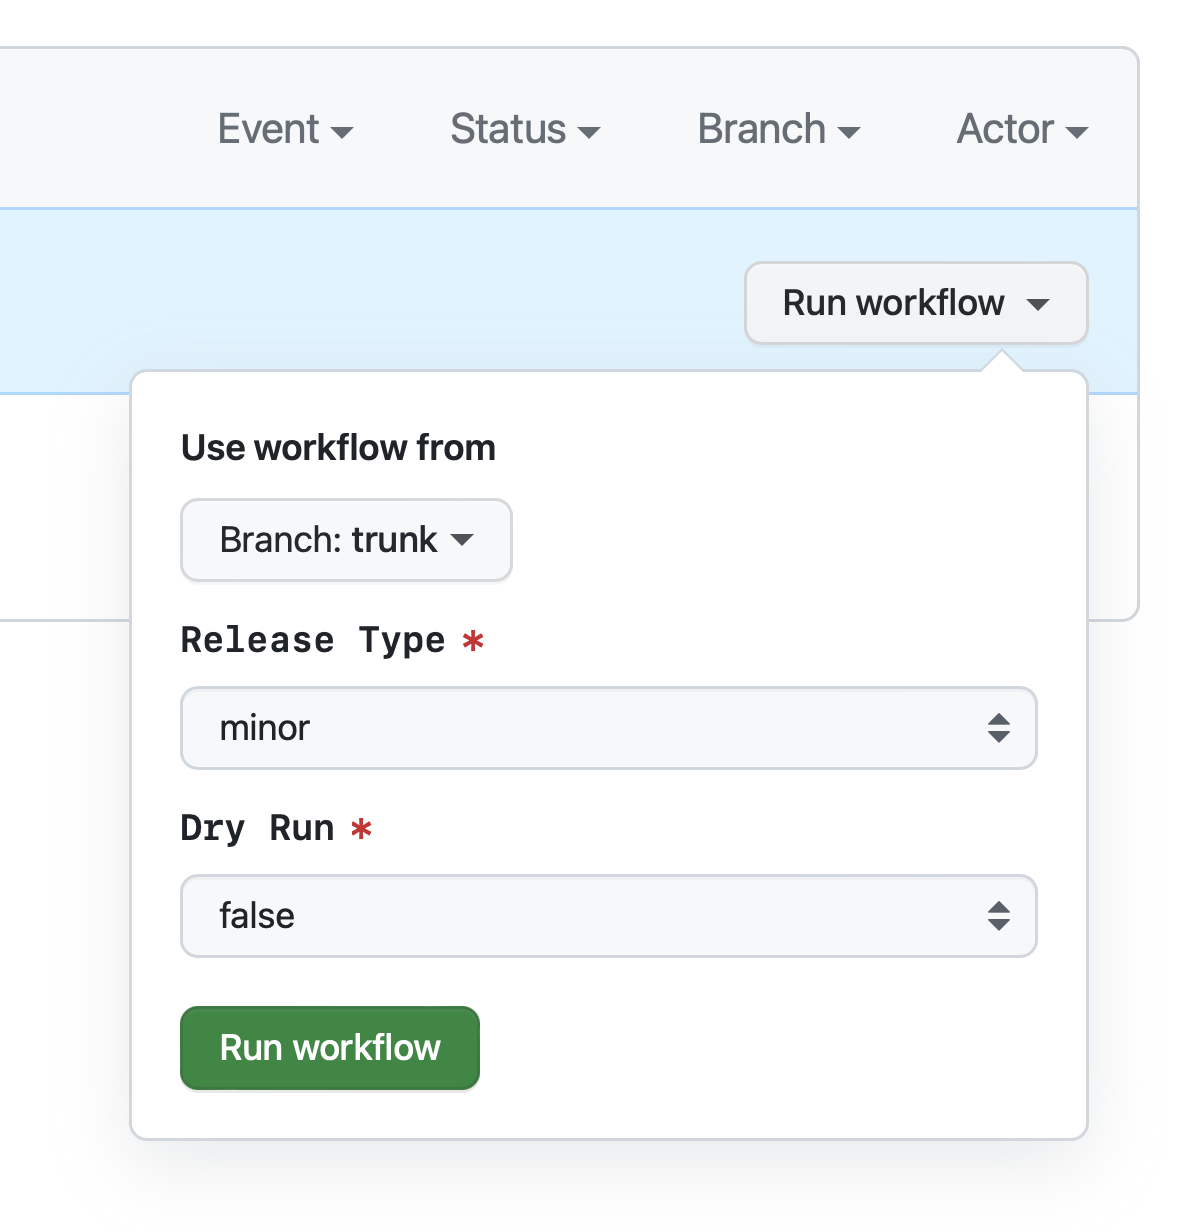 Event Status Branch Actor
Run workflow
Use workflow from
Branch: trunk
Release Type *
minor
Dry Run *
false
Run workflow